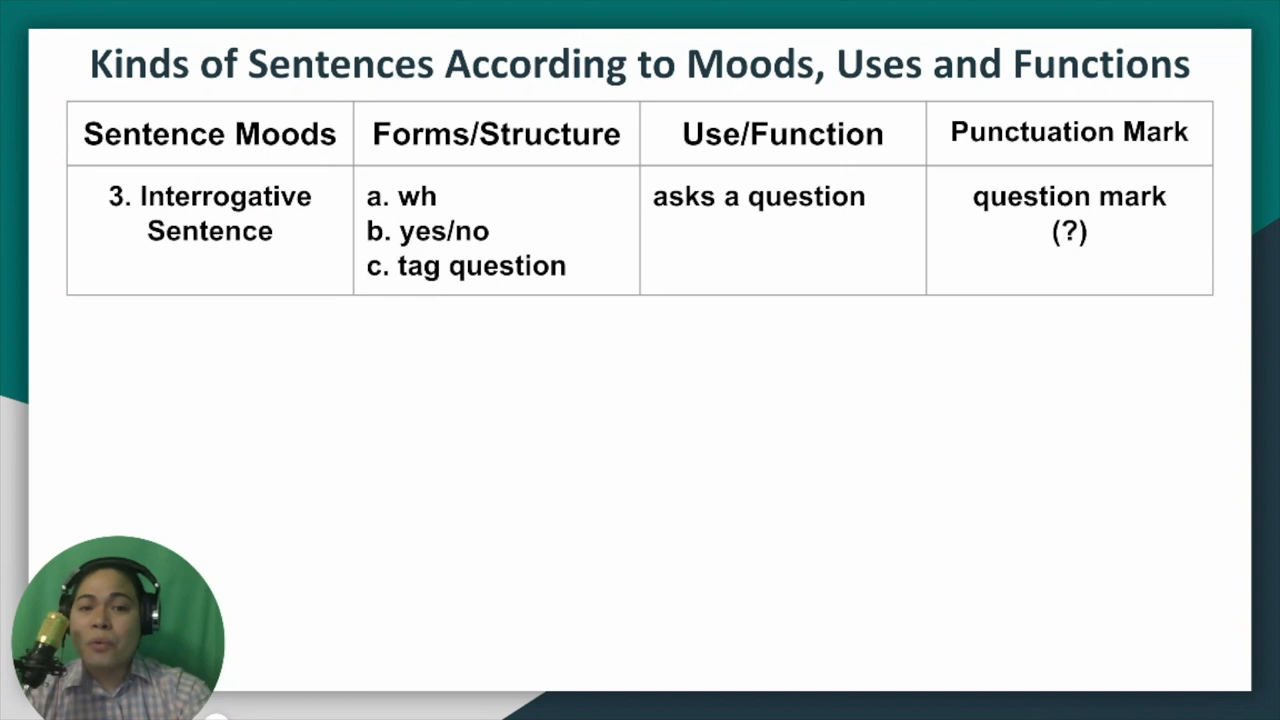 Kinds of Sentences According to Moods, Uses and Functions
Sentence Moods
Forms/Structure
Use/Function
Punctuation Mark
3. Interrogative
Sentence
a. wh
b. yes/no
c. tag question
asks a question
question mark
(?)